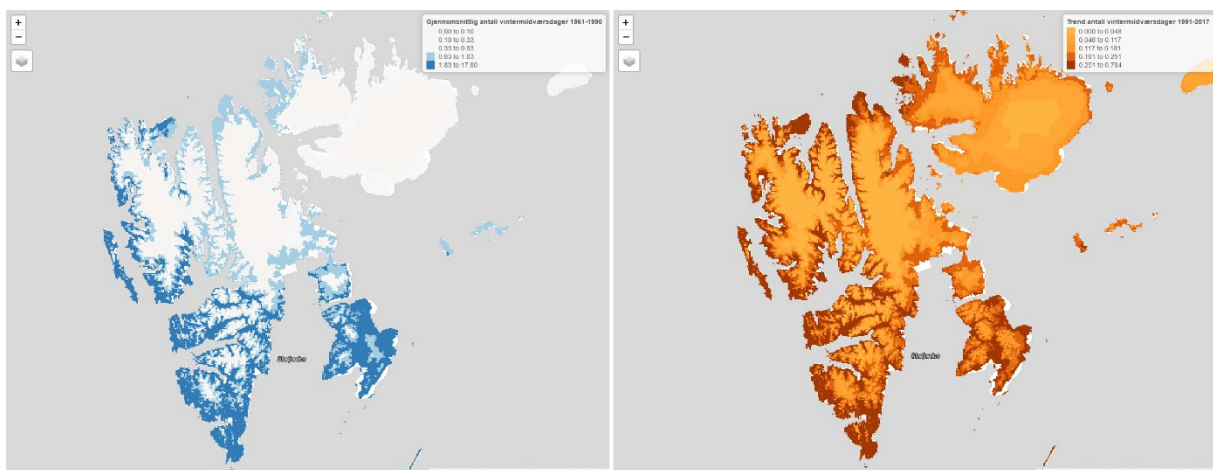 +
−
Gjennomsnittlig antall vintermildværsdager 1961-1990
0.00 to 0.10
0.10 to 0.33
0.33 to 0.83
0.83 to 1.83
1.83 to 17.80
Storfjorden
+
−
Trend antall vintermildværsdager 1991-2017
0.000 to 0.048
0.048 to 0.117
0.117 to 0.181
0.181 to 0.251
0.251 to 0.784
Storfjorden